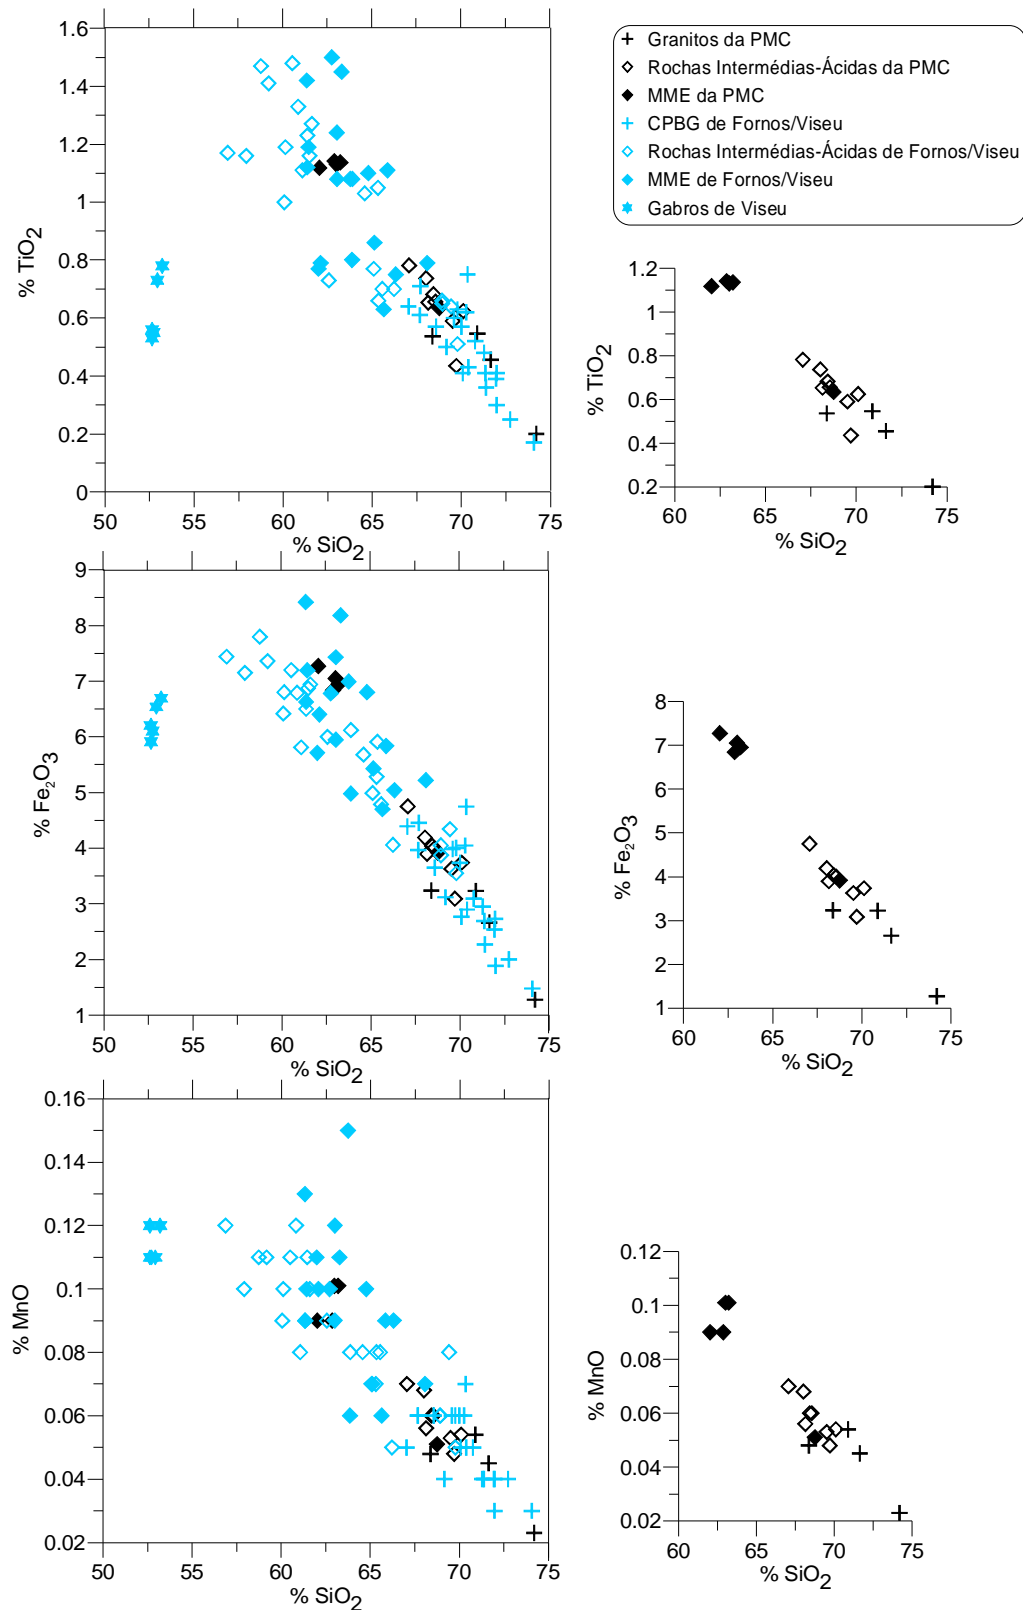 Granitos da PMC
Rochas Intermédias-Ácidas da PMC
MME da PMC
CPBG de Fornos/Viseu
Rochas Intermédias-Ácidas de Fornos/Viseu
MME de Fornos/Viseu
Gabros de Viseu
1.6
1.4
1.2
1
0.8
0.6
0.4
0.2
0
% TiO2
50 55 60 65 70 75
% SiO2
1.2
1.0
0.8
0.6
0.4
0.2
% TiO2
60 65 70 75
% SiO2
9
8
7
6
5
4
3
2
1
% Fe2O3
50 55 60 65 70 75
% SiO2
8
7
6
5
4
3
2
1
% Fe2O3
60 65 70 75
% SiO2
0.16
0.14
0.12
0.1
0.08
0.06
0.04
0.02
% MnO
50 55 60 65 70 75
% SiO2
0.12
0.1
0.08
0.06
0.04
0.02
% MnO
60 65 70 75
% SiO2